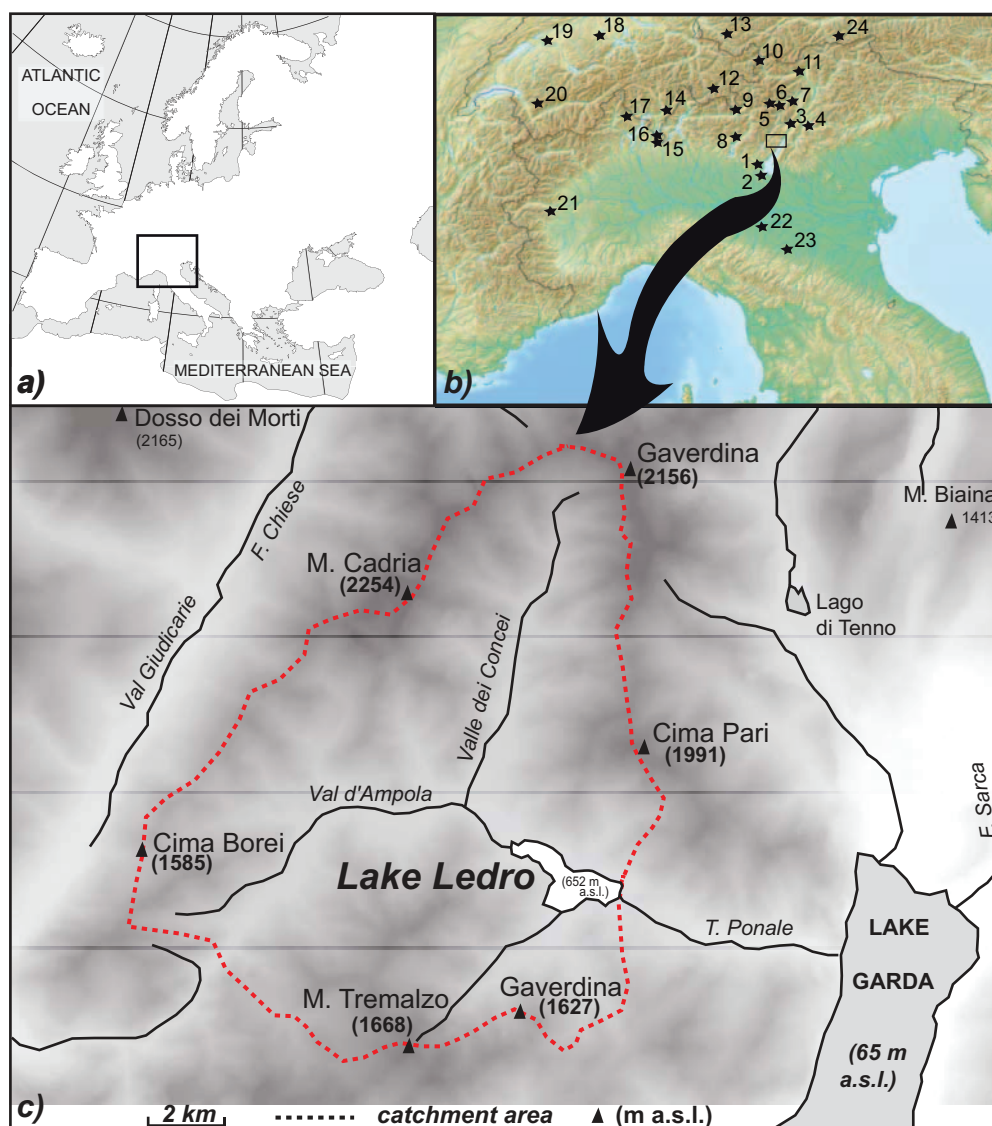 ATLANTIC
OCEAN
MEDITERRANEAN SEA
a)
19
18
13
24
10
11
12
20
17
14
9
6
7
5
3
4
16
15
8
1
2
21
22
23
b)
Dosso dei Morti
(2165)
Gaverdina
(2156)
M. Biaina
1413
F. Chiese
M. Cadria
(2254)
Lago
di Tenno
Val Giudicarie
Valle dei Concei
Cima Pari
(1991)
Val d'Ampola
F. Sarca
Cima Borei
(1585)
Lake Ledro
(652 m
a.s.l.)
T. Ponale
LAKE
GARDA
(65 m
a.s.l.)
M. Tremalzo
(1668)
Gaverdina
(1627)
c)
2 km
catchment area
(m a.s.l.)